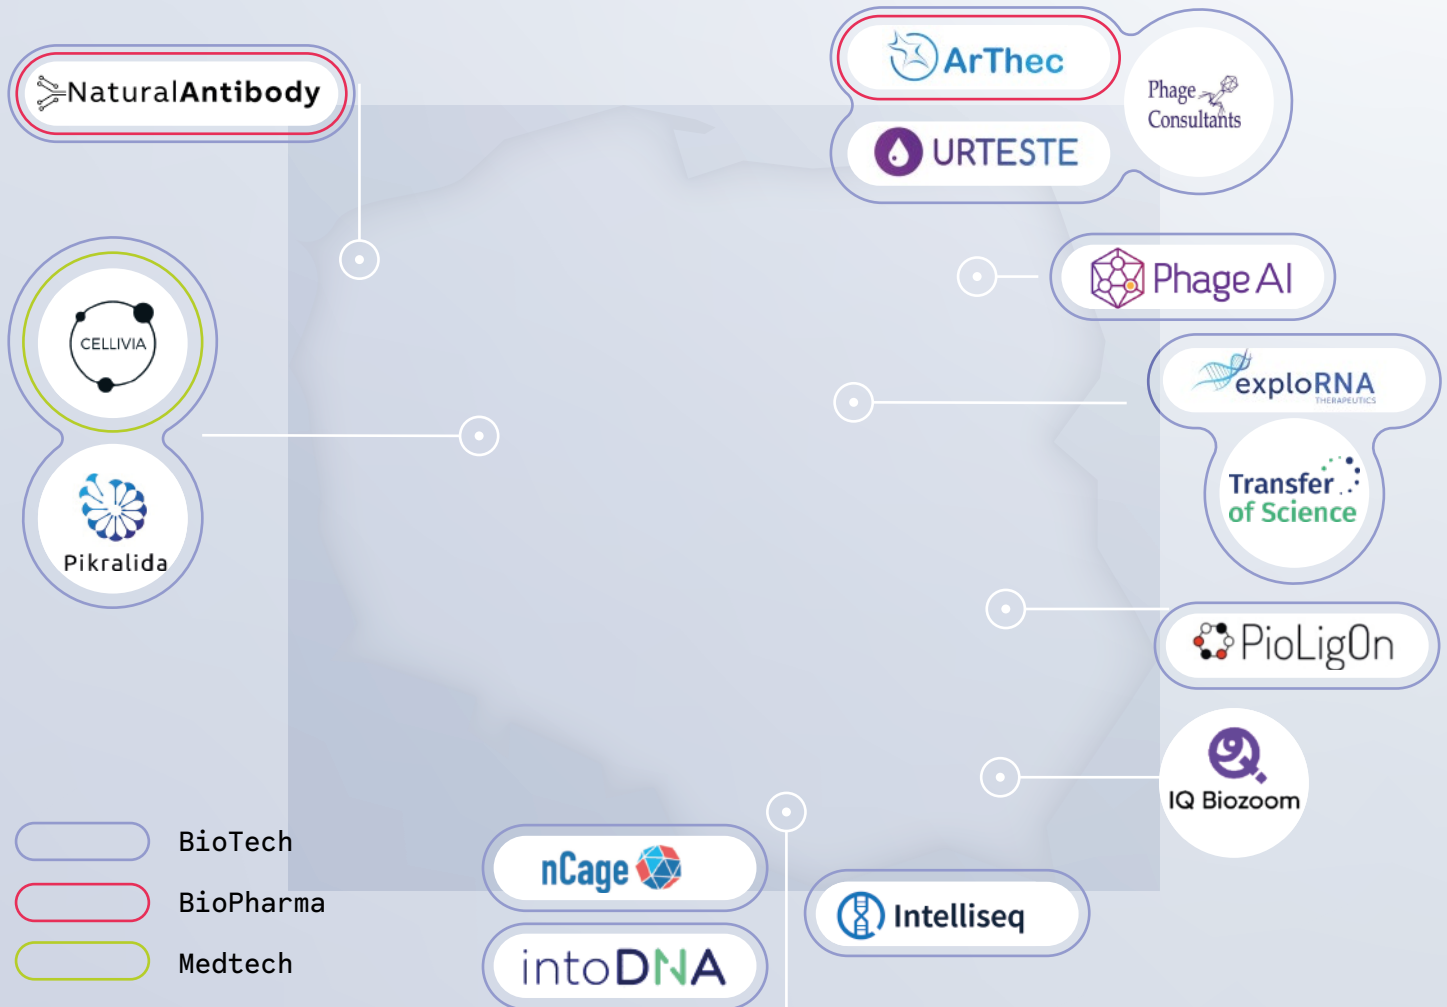 NaturalAntibody
ArThec
Phage
Consultants
URTESTE
Phage AI
CELLIVIA
exploRNA
THERAPEUTICS
Transfer
of Science
Pikralida
PioLigOn
IQ Biozoom
BioTech
BioPharma
Medtech
nCage
Intelliseq
intoDNA